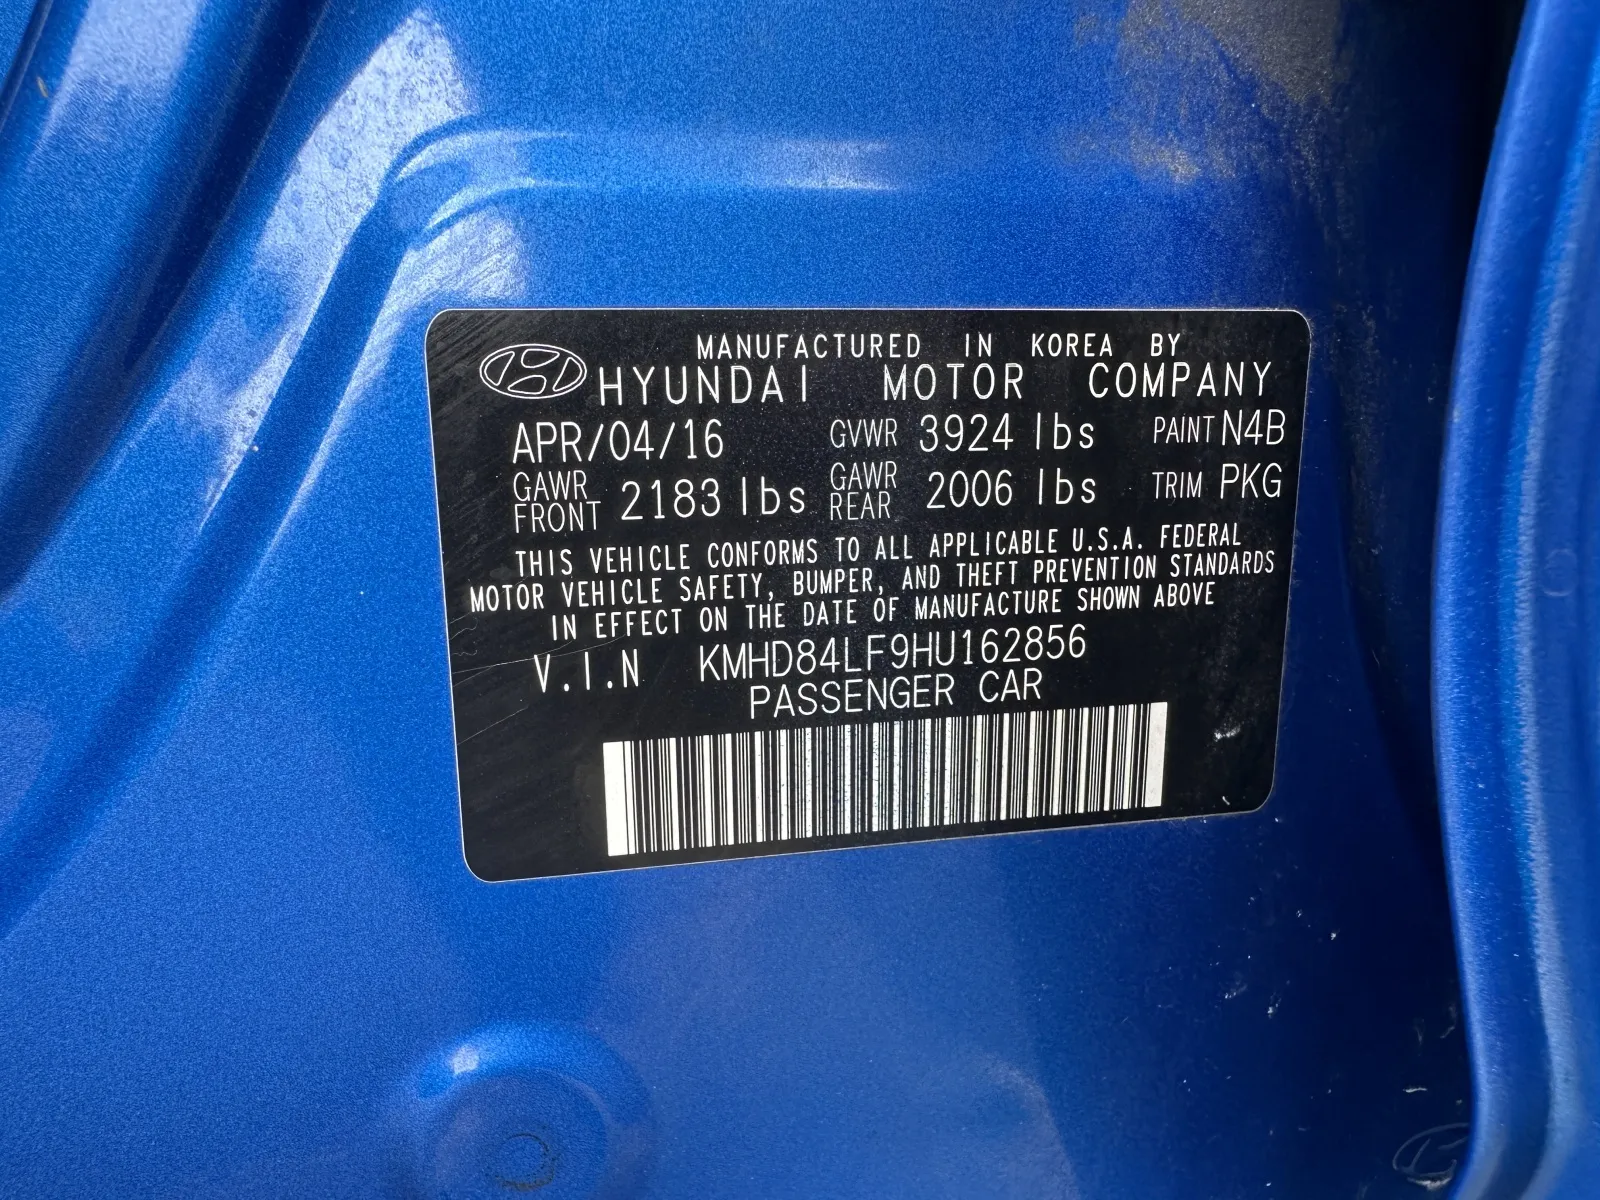 MANUFACTURED IN KOREA BY
HYUNDAI MOTOR COMPANY
APR/04/16 GVWR 3924 lbs PAINT N4B
GAWR FRONT 2183 lbs GAWR REAR 2006 lbs TRIM PKG
THIS VEHICLE CONFORMS TO ALL APPLICABLE U.S.A. FEDERAL
MOTOR VEHICLE SAFETY, BUMPER, AND THEFT PREVENTION STANDARDS
IN EFFECT ON THE DATE OF MANUFACTURE SHOWN ABOVE
V.I.N KMHD84LF9HU162856
PASSENGER CAR